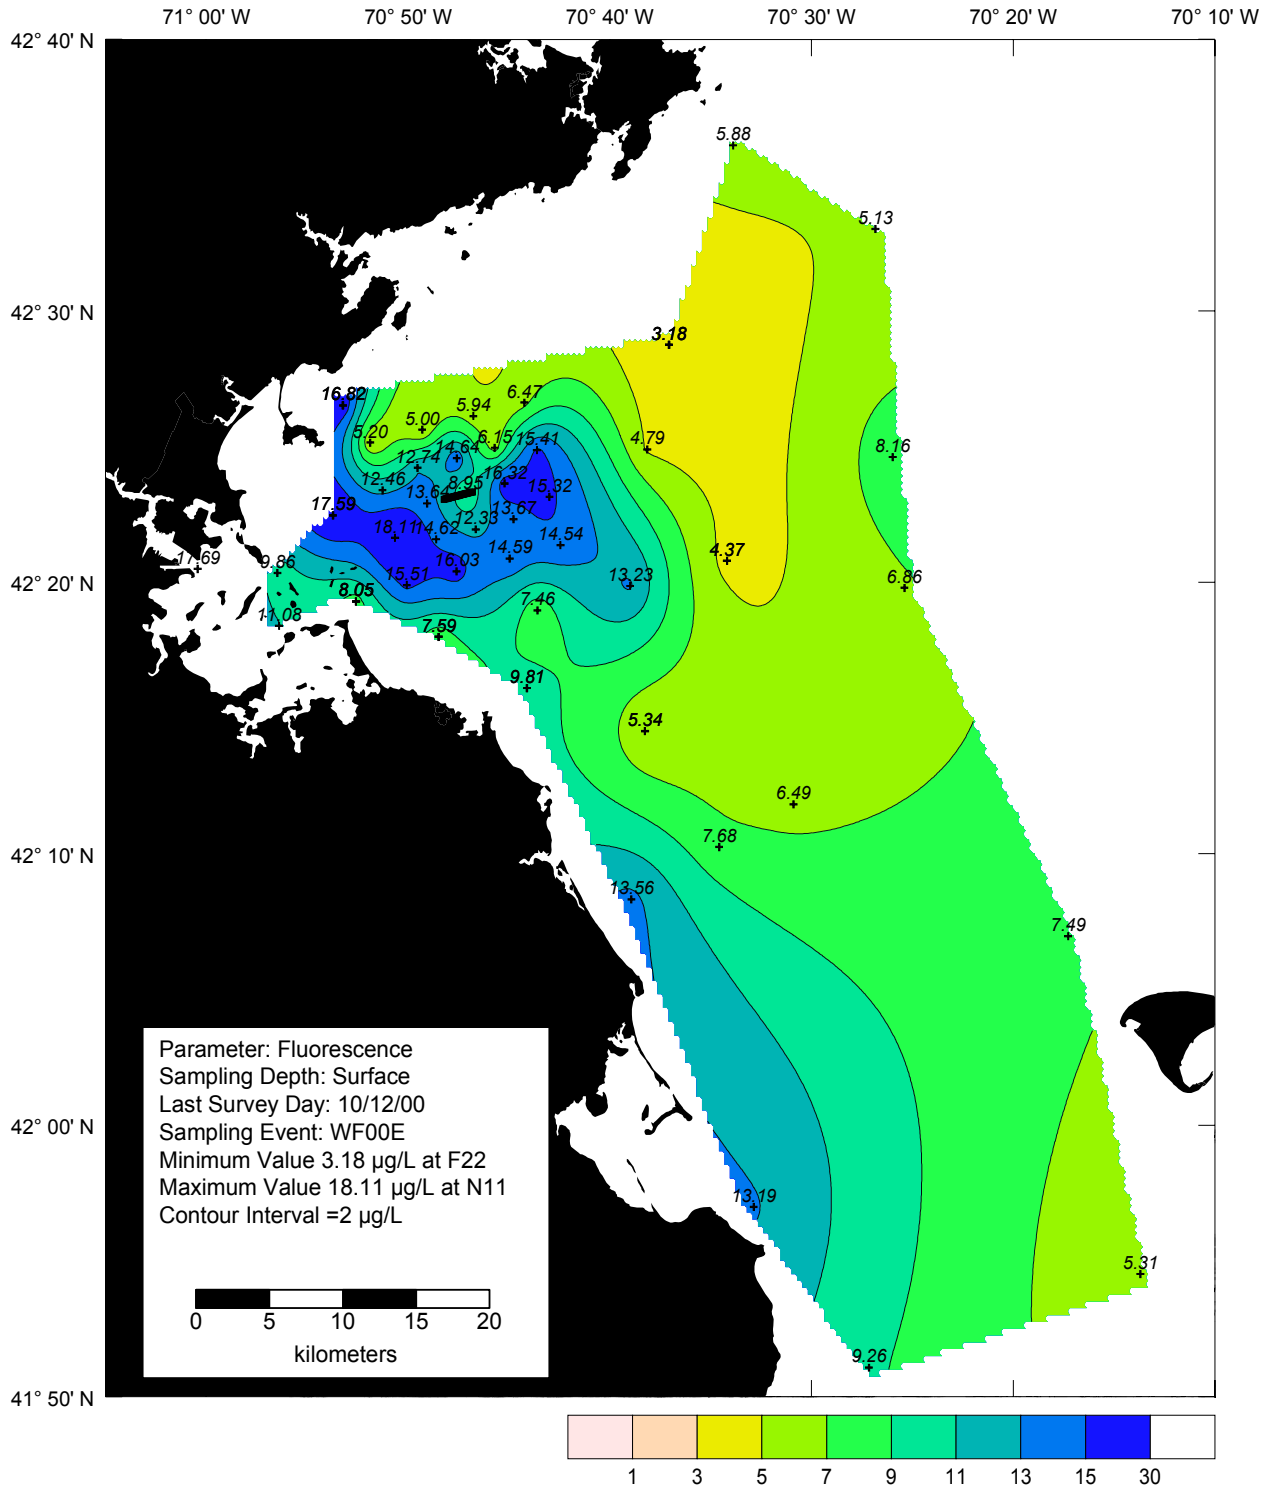 71° 00' W 70° 50' W 70° 40' W 70° 30' W 70° 20' W 70° 10' W
42° 40' N
5.88
5.13
42° 30' N
3.18
16.82
6.47
5.94
5.00
5.20
6.15
15.41
4.79
14.64
8.16
12.74
16.32
12.46
8.95
15.32
13.64
17.59
13.67
12.33
18.11
14.62
14.54
14.59
4.37
17.69
9.86
16.03
42° 20' N
15.51
13.23
6.86
8.05
7.46
11.08
7.59
9.81
5.34
6.49
7.68
42° 10' N
13.56
7.49
Parameter: Fluorescence
Sampling Depth: Surface
Last Survey Day: 10/12/00
42° 00' N
Sampling Event: WF00E
Minimum Value 3.18 µg/L at F22
Maximum Value 18.11 µg/L at N11
13.19
Contour Interval =2 µg/L
5.31
0 5 10 15 20
kilometers
9.26
41° 50' N
1 3 5 7 9 11 13 15 30